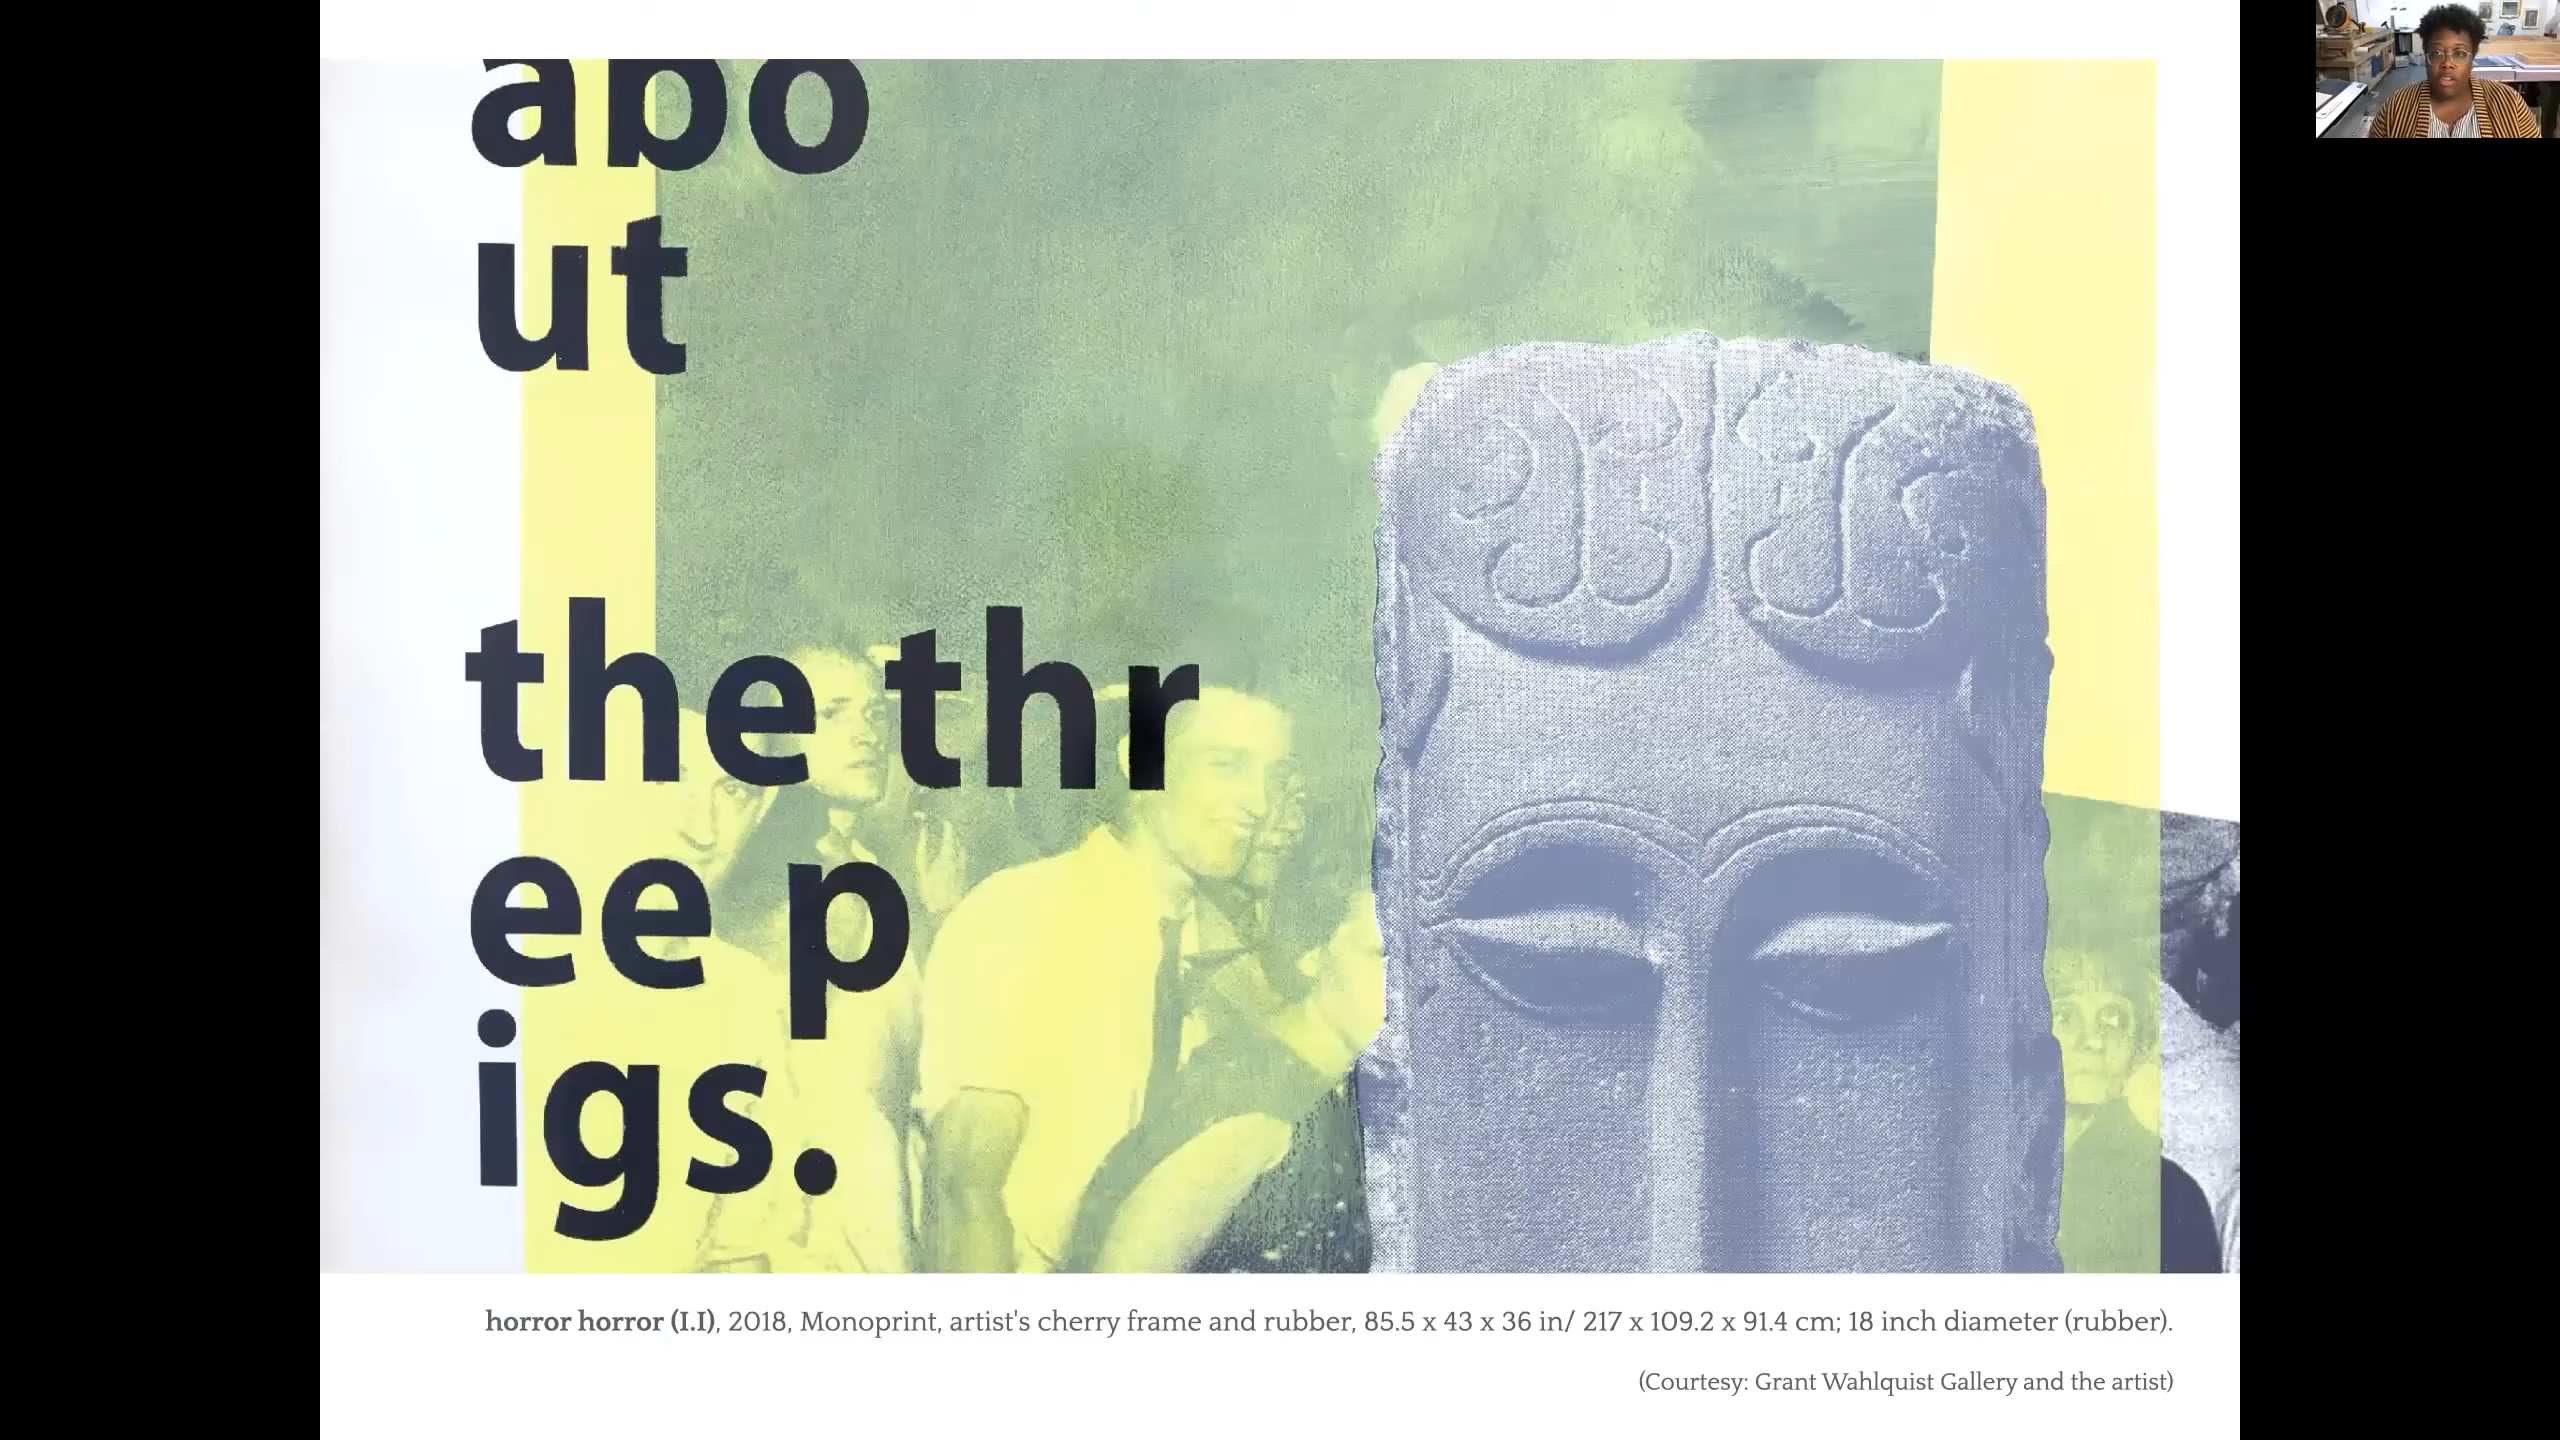 abo
ut
the thr
ee p
igs.
horror horror (I.I), 2018, Monoprint, artist's cherry frame and rubber, 85.5 x 43 x 36 in/ 217 x 109.2 x 91.4 cm; 18 inch diameter (rubber).
(Courtesy: Grant Wahlquist Gallery and the artist)